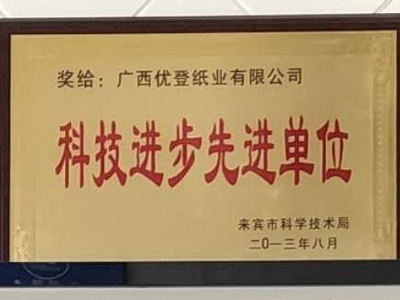 奖给：广西优登纸业有限公司
科技进步先进单位
来宾市科学技术局
二0一三年八月